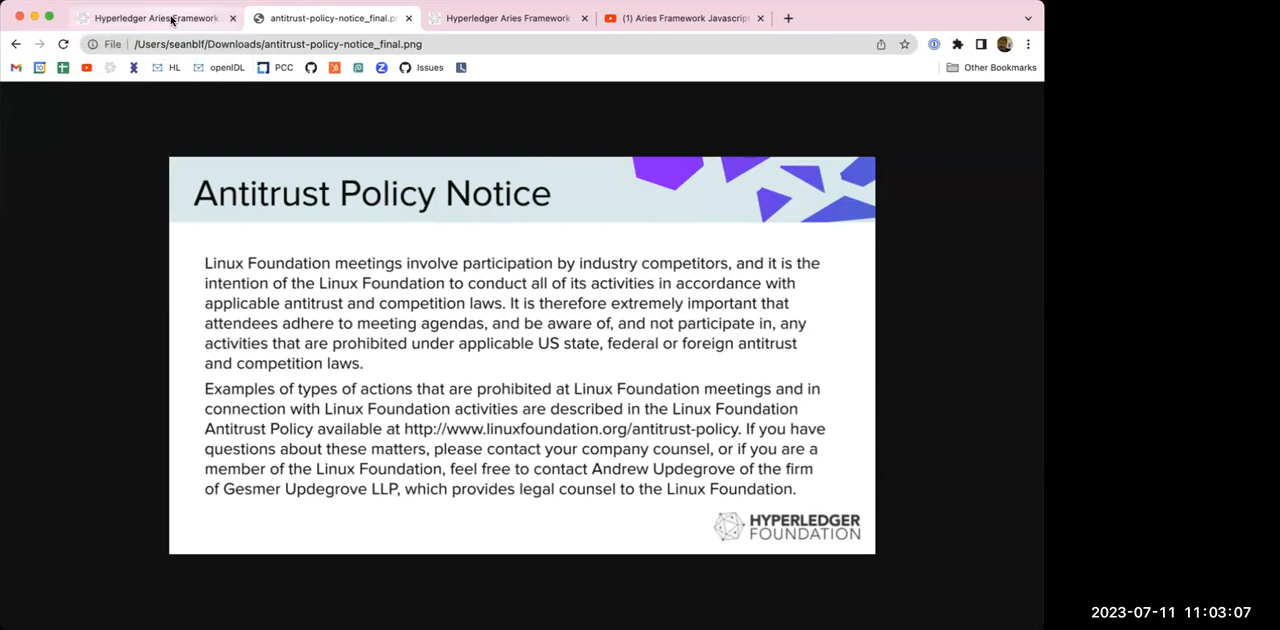 Hyperledger Aries Framework
antitrust-policy-notice_final.pr
Hyperledger Aries Framework
(1) Aries Framework Javascrip
File
/Users/seanblf/Downloads/antitrust-policy-notice_final.png
HL
openIDL
PCC
Issues
Other Bookmarks
Antitrust Policy Notice
Linux Foundation meetings involve participation by industry competitors, and it is the
intention of the Linux Foundation to conduct all of its activities in accordance with
applicable antitrust and competition laws. It is therefore extremely important that
attendees adhere to meeting agendas, and be aware of, and not participate in, any
activities that are prohibited under applicable US state, federal or foreign antitrust
and competition laws.
Examples of types of actions that are prohibited at Linux Foundation meetings and in
connection with Linux Foundation activities are described in the Linux Foundation
Antitrust Policy available at http://www.linuxfoundation.org/antitrust-policy. If you have
questions about these matters, please contact your company counsel, or if you are a
member of the Linux Foundation, feel free to contact Andrew Updegrove of the firm
of Gesmer Updegrove LLP, which provides legal counsel to the Linux Foundation.
HYPERLEDGER
FOUNDATION
2023-07-11 11:03:07